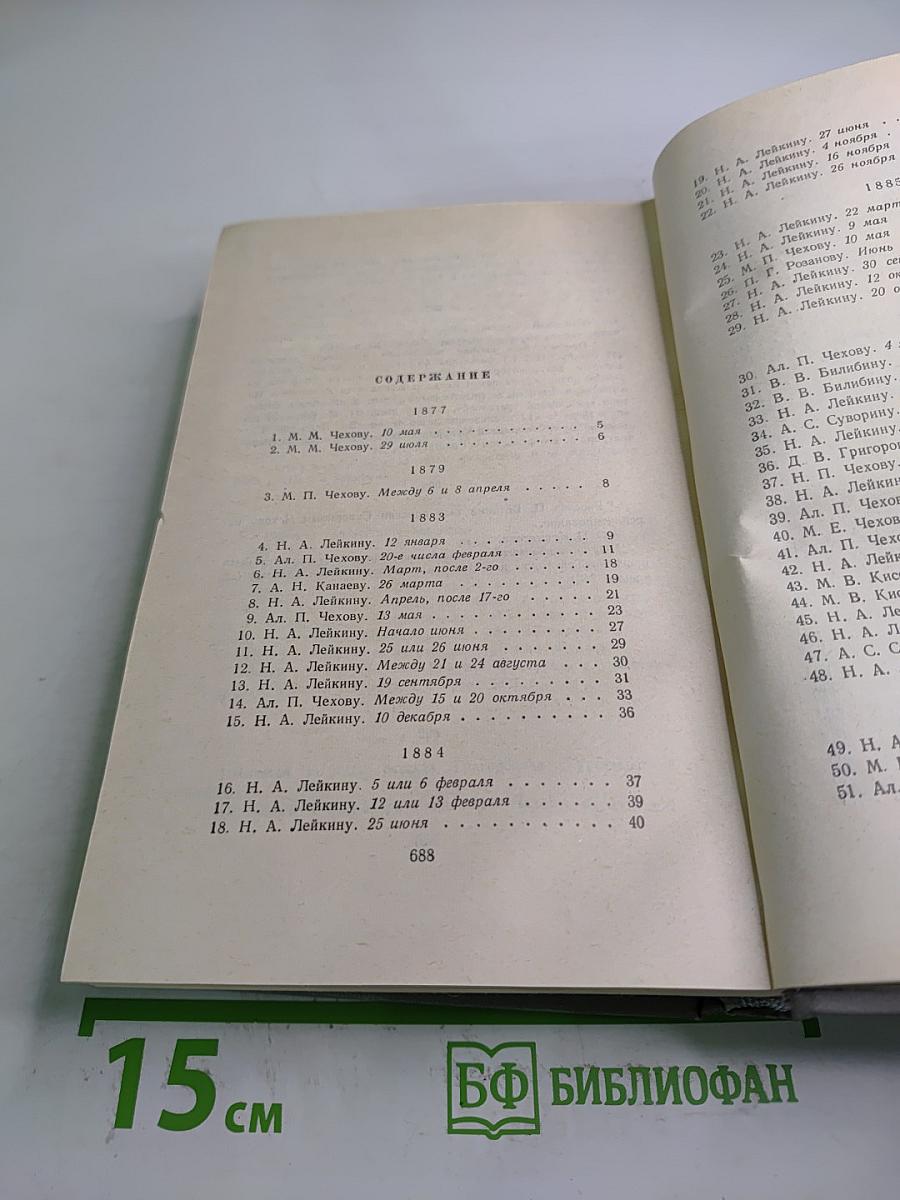 СОДЕРЖАНИЕ
1877
1. М. М. Чехову. 10 мая . . . . . . . . . . . . 5
2. М. М. Чехову. 29 июля . . . . . . . . . . . 6
1879
3. М. П. Чехову. Между 6 и 8 апреля . . . . . 8
1883
4. Н. А. Лейкину. 12 января . . . . . . . . . . 9
5. Ал. П. Чехову. 20-е числа февраля . . . . . . 11
6. Н. А. Лейкину. Март, после 2-го . . . . . . 18
7. А. Н. Канаеву. 26 марта . . . . . . . . . . 19
8. Н. А. Лейкину. Апрель, после 17-го . . . . . 21
9. Ал. П. Чехову. 13 мая . . . . . . . . . . . 23
10. Н. А. Лейкину. Начало июня . . . . . . . . 27
11. Н. А. Лейкину. 25 или 26 июня . . . . . . . 29
12. Н. А. Лейкину. Между 21 и 24 августа . . . 30
13. Н. А. Лейкину. 19 сентября . . . . . . . . 31
14. Ал. П. Чехову. Между 15 и 20 октября . . . 33
15. Н. А. Лейкину. 10 декабря . . . . . . . . . 36
1884
16. Н. А. Лейкину. 5 или 6 февраля . . . . . . . 37
17. Н. А. Лейкину. 12 или 13 февраля . . . . . . 39
18. Н. А. Лейкину. 25 июня . . . . . . . . . . . 40
688
19. Н. А. Лейкину. 27 июня . .
20. Н. А. Лейкину. 4 ноября .
21. Н. А. Лейкину. 16 ноября
22. Н. А. Лейкину. 26 ноября
1885
23. Н. А. Лейкину. 22 март
24. Н. А. Лейкину. 9 мая
25. М. П. Чехову. 10 мая
26. П. Г. Розанову. Июнь
27. Н. А. Лейкину. 30 се
28. Н. А. Лейкину. 12 ок
29. Н. А. Лейкину. 20 о
30. Ал. П. Чехову. 4
31. В. В. Билибину.
32. В. В. Билибину.
33. Н. А. Лейкину.
34. А. С. Суворину.
35. Н. А. Лейкину.
36. Д. В. Григоро
37. Н. П. Чехову.
38. Н. А. Лейкин
39. Ал. П. Чехов
40. М. Е. Чехов
41. Ал. П. Чехо
42. Н. А. Лейк
43. М. В. Кисе
44. М. В. Кис
45. Н. А. Ле
46. Н. А. Л
47. А. С. С
48. Н. А.
49. Н. А
50. М.
51. Ал.
15 см
БФ БИБЛИОФАН